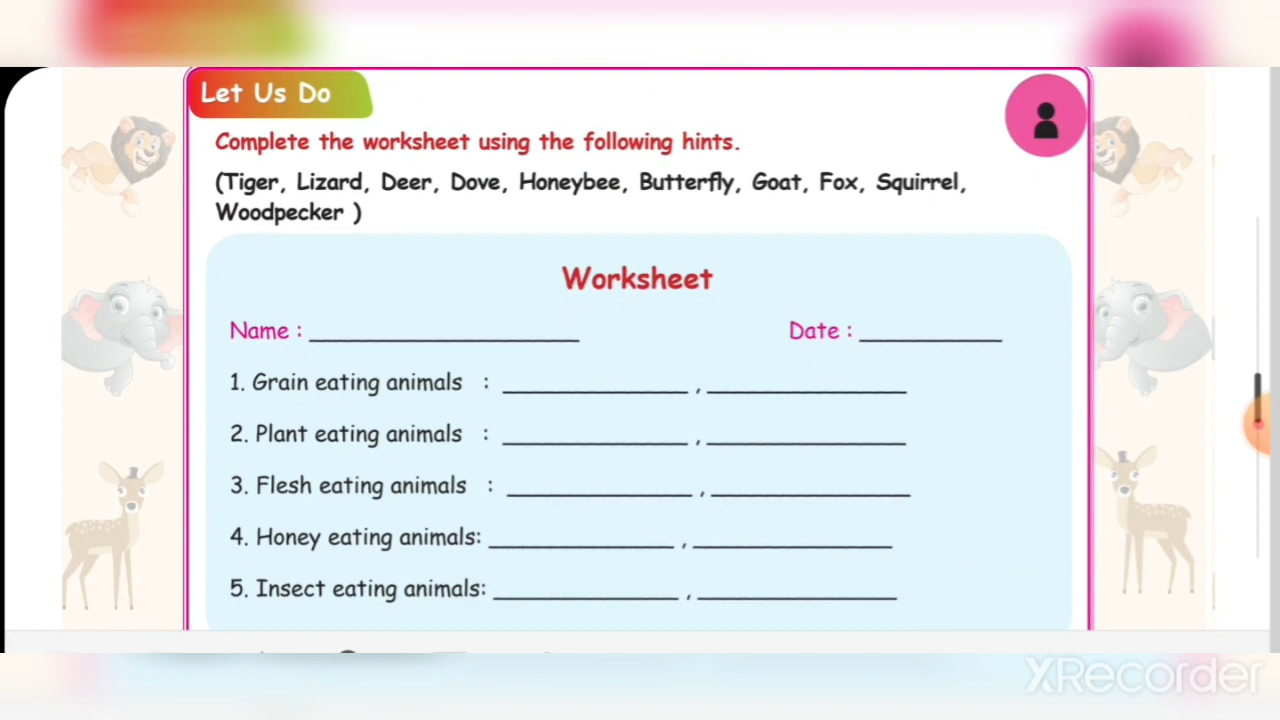 Let Us Do
Complete the worksheet using the following hints.
(Tiger, Lizard, Deer, Dove, Honeybee, Butterfly, Goat, Fox, Squirrel,
Woodpecker )
Worksheet
Name : ____________________ Date : __________
1. Grain eating animals : ______________ , ______________
2. Plant eating animals : ______________ , ______________
3. Flesh eating animals : ______________ , ______________
4. Honey eating animals: ______________ , ______________
5. Insect eating animals: ______________ , ______________
XRecorder